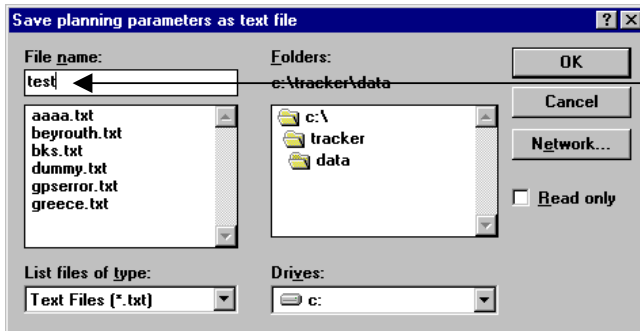 Save planning parameters as text file
File name:
test
aaaa.txt
beyrouth.txt
bks.txt
dummy.txt
gpserror.txt
greece.txt
List files of type:
Text Files (*.txt)
Folders:
c:\tracker\data
c:\
tracker
data
Drives:
c:
OK
Cancel
Network...
Read only